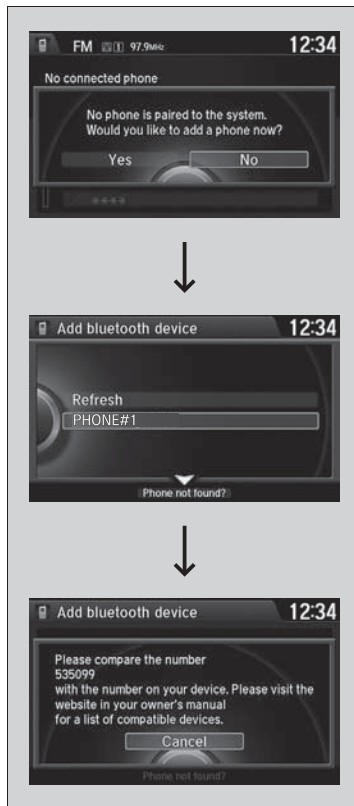 FM 97.9MHz 12:34
No connected phone
No phone is paired to the system.
Would you like to add a phone now?
Yes No
Add bluetooth device 12:34
Refresh
PHONE#1
Phone not found?
Add bluetooth device 12:34
Please compare the number
535099
with the number on your device. Please visit the
website in your owner's manual
for a list of compatible devices.
Cancel
Phone not found?